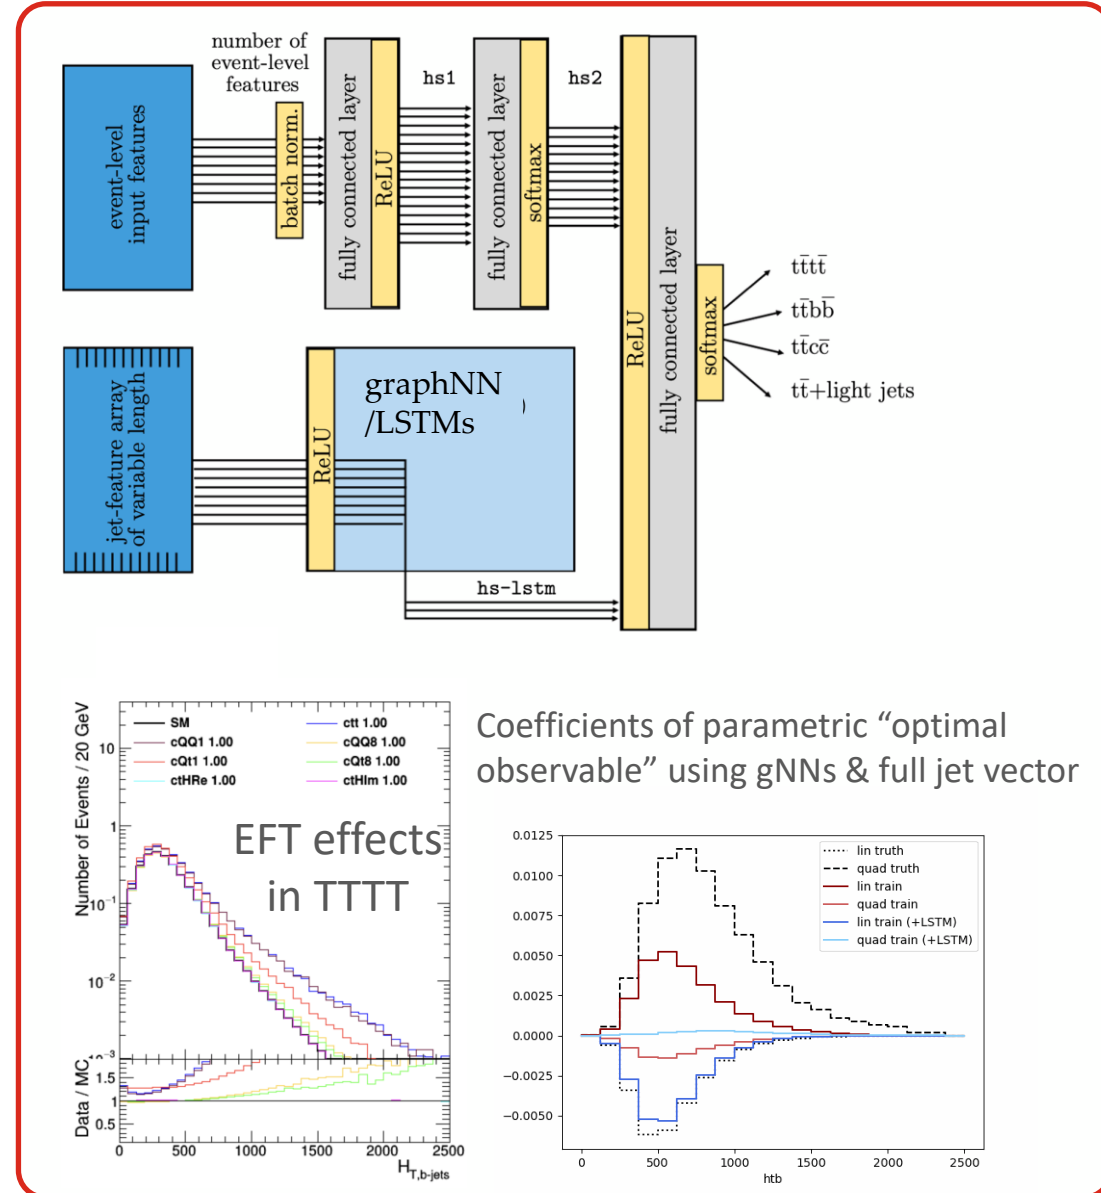 number of
event-level
features
event-level
input features
batch norm.
fully connected layer
ReLU
hs1
fully connected layer
softmax
hs2
ReLU
fully connected layer
softmax
tt̄tt̄
tt̄bb̄
tt̄cc̄
tt̄+light jets
jet-feature array
of variable length
ReLU
graphNN
/LSTMs
)
hs-lstm
Number of Events / 20 GeV
SM
cQQ1 1.00
cQt1 1.00
ctHRe 1.00
ctt 1.00
cQQ8 1.00
cQt8 1.00
ctHIm 1.00
10
1
10⁻¹
10⁻²
10⁻³
EFT effects
in TTTT
Data / MC
1.5
1
0.5
0 500 1000 1500 2000 2500
H_T,b-jets
Coefficients of parametric “optimal
observable” using gNNs & full jet vector
0.0125
0.0100
0.0075
0.0050
0.0025
0.0000
−0.0025
−0.0050
lin truth
quad truth
lin train
quad train
lin train (+LSTM)
quad train (+LSTM)
0 500 1000 1500 2000 2500
htb